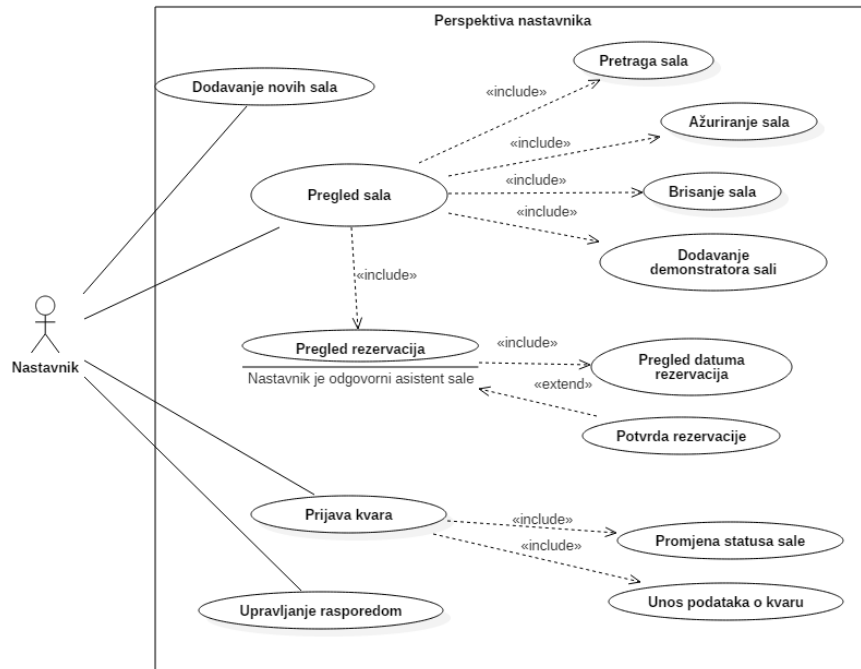 Perspektiva nastavnika
Pretraga sala
Dodavanje novih sala
«include»
Ažuriranje sala
«include»
«include»
Pregled sala
Brisanje sala
«include»
Dodavanje
demonstratora sali
«include»
Nastavnik
Pregled rezervacija
«include»
Pregled datuma
rezervacija
Nastavnik je odgovorni asistent sale
«extend»
Potvrda rezervacije
Prijava kvara
«include»
Promjena statusa sale
«include»
Unos podataka o kvaru
Upravljanje rasporedom